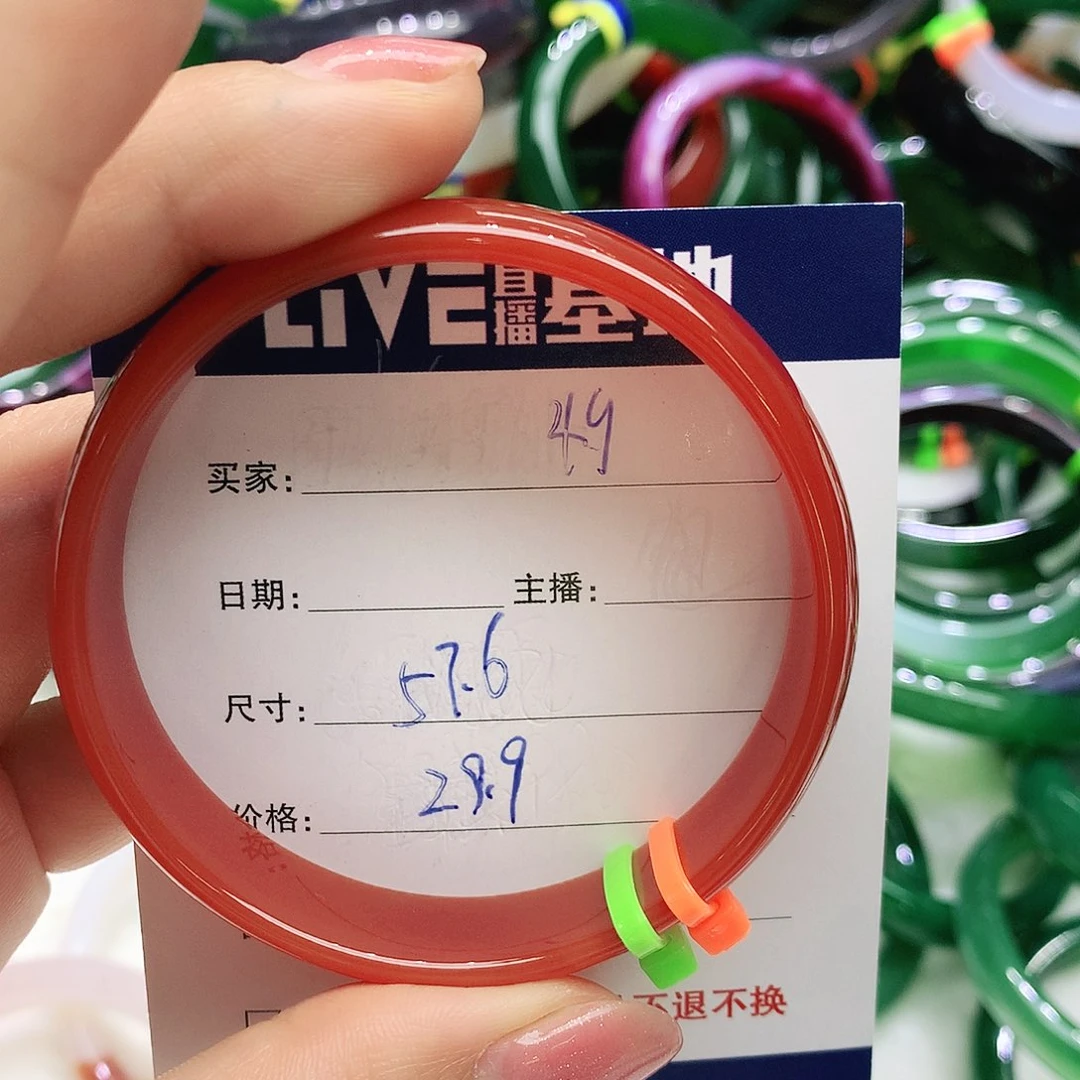 LIVE直播基地
买家: 49
日期: 主播:
尺寸: 57.6
价格: 29.9
不退不换